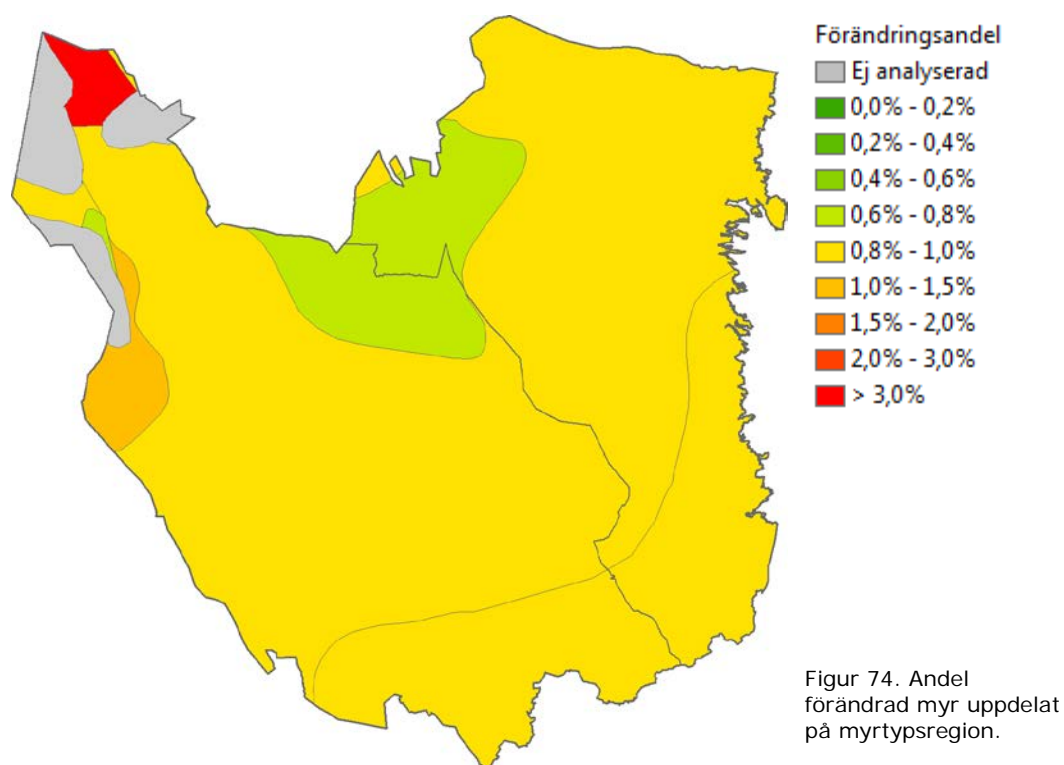 Förändringsandel
Ej analyserad
0,0% - 0,2%
0,2% - 0,4%
0,4% - 0,6%
0,6% - 0,8%
0,8% - 1,0%
1,0% - 1,5%
1,5% - 2,0%
2,0% - 3,0%
> 3,0%
Figur 74. Andel
förändrad myr uppdelat
på myrtypsregion.